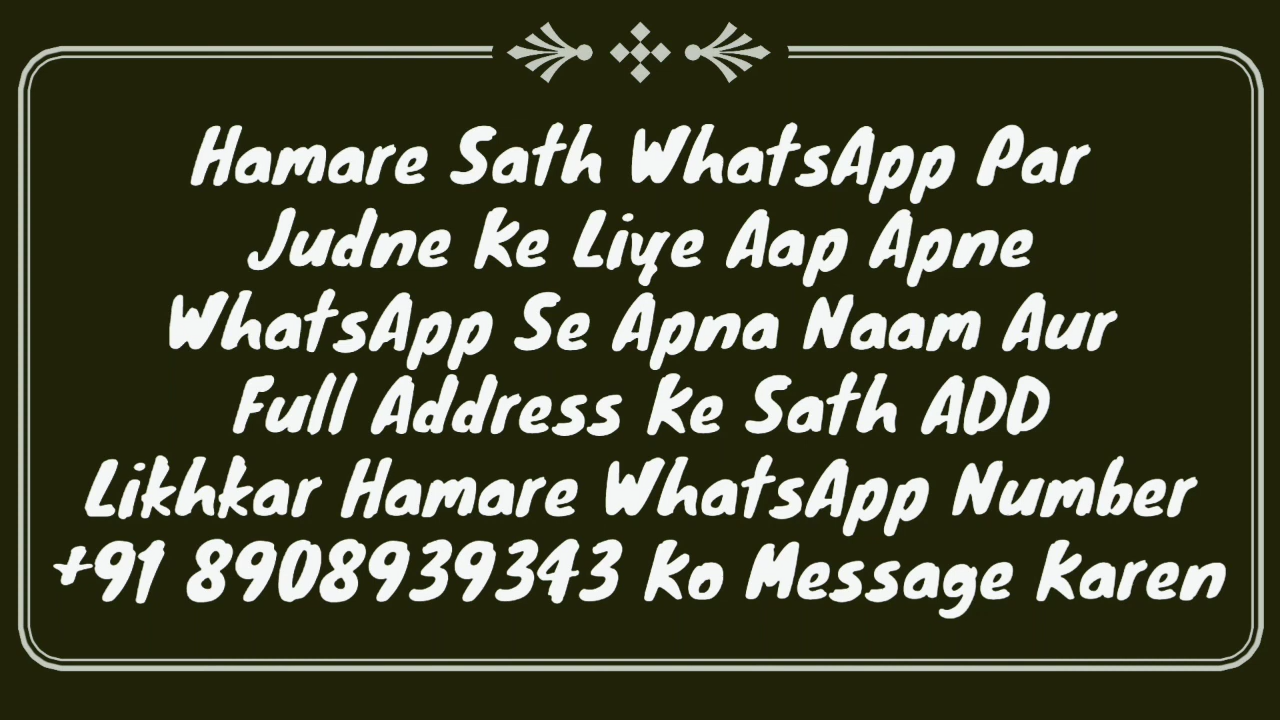 Hamare Sath WhatsApp Par
Judne Ke Liye Aap Apne
WhatsApp Se Apna Naam Aur
Full Address Ke Sath ADD
Likhkar Hamare WhatsApp Number
+91 8908939343 Ko Message Karen